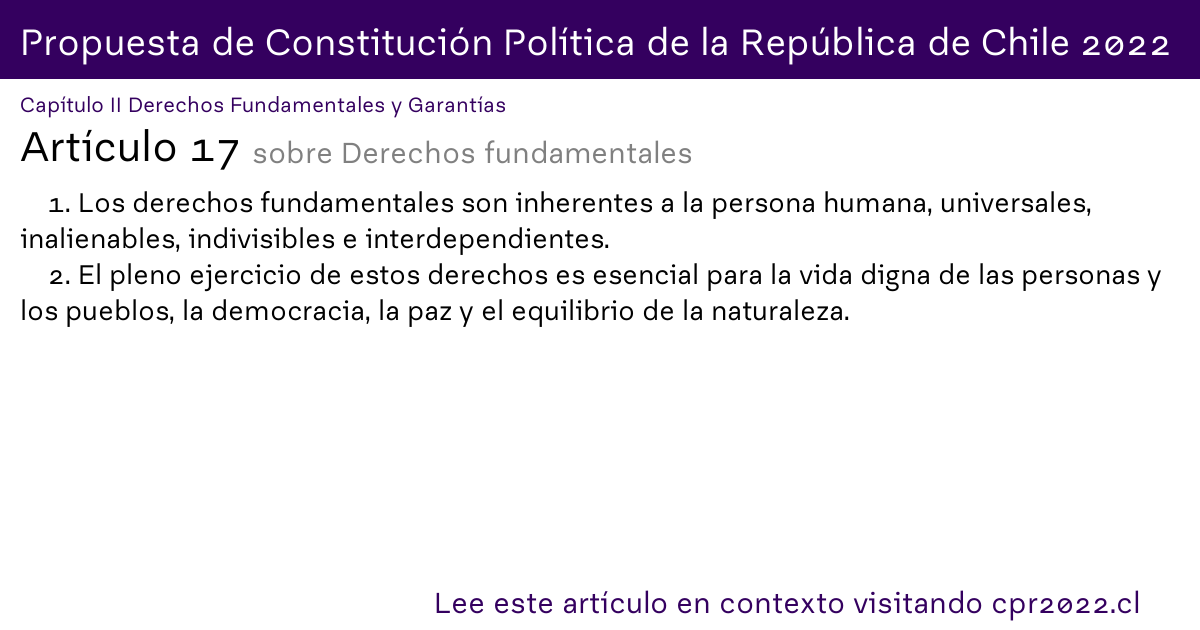 Propuesta de Constitución Política de la República de Chile 2022
Capítulo II Derechos Fundamentales y Garantías
Artículo 17 sobre Derechos fundamentales
1. Los derechos fundamentales son inherentes a la persona humana, universales,
inalienables, indivisibles e interdependientes.
2. El pleno ejercicio de estos derechos es esencial para la vida digna de las personas y
los pueblos, la democracia, la paz y el equilibrio de la naturaleza.
Lee este artículo en contexto visitando cpr2022.cl